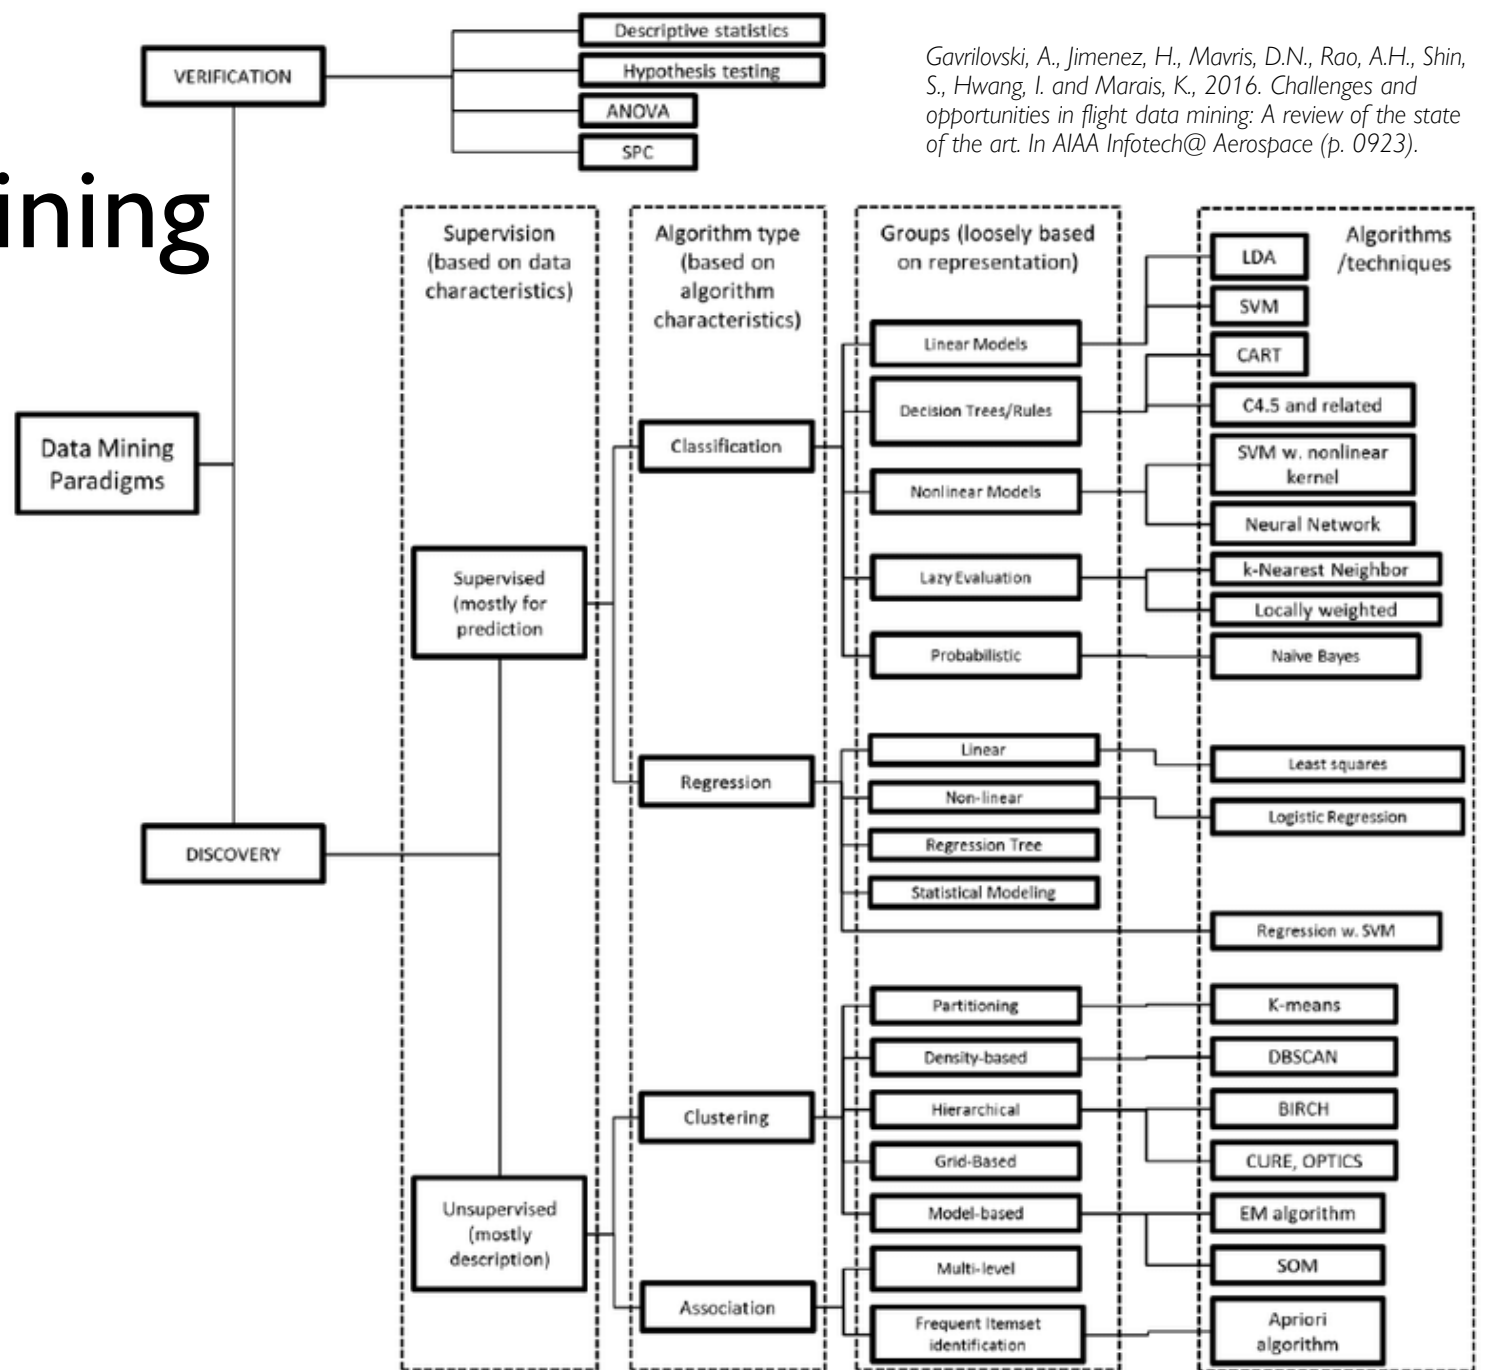 Descriptive statistics
VERIFICATION
Hypothesis testing
ANOVA
SPC
Gavrilovski, A., Jimenez, H., Mavris, D.N., Rao, A.H., Shin,
S., Hwang, I. and Marais, K., 2016. Challenges and
opportunities in flight data mining: A review of the state
of the art. In AIAA Infotech@ Aerospace (p. 0923).
ining
Data Mining
Paradigms
DISCOVERY
Supervision
(based on data
characteristics)
Supervised
(mostly for
prediction
Unsupervised
(mostly
description)
Algorithm type
(based on
algorithm
characteristics)
Classification
Regression
Clustering
Association
Groups (loosely based
on representation)
Linear Models
Decision Trees/Rules
Nonlinear Models
Lazy Evaluation
Probabilistic
Linear
Non-linear
Regression Tree
Statistical Modeling
Partitioning
Density-based
Hierarchical
Grid-Based
Model-based
Multi-level
Frequent Itemset
identification
Algorithms
/techniques
LDA
SVM
CART
C4.5 and related
SVM w. nonlinear
kernel
Neural Network
k-Nearest Neighbor
Locally weighted
Naïve Bayes
Least squares
Logistic Regression
Regression w. SVM
K-means
DBSCAN
BIRCH
CURE, OPTICS
EM algorithm
SOM
Apriori
algorithm